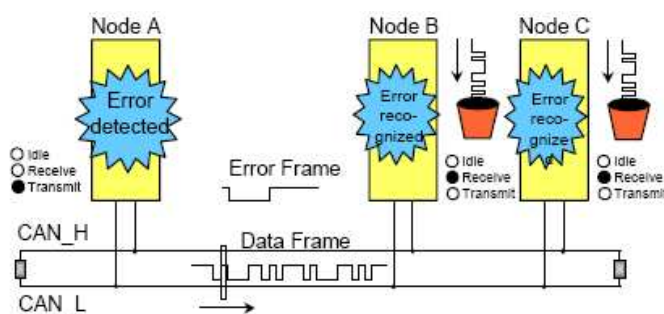 Node A
Node B
Node C
Error
detected
Error
reco-
gnized
Error
reco-
gnize
d
Idle
Receive
Transmit
Error Frame
Idle
Receive
Transmit
Idle
Receive
Transmit
CAN_H
Data Frame
CAN_L